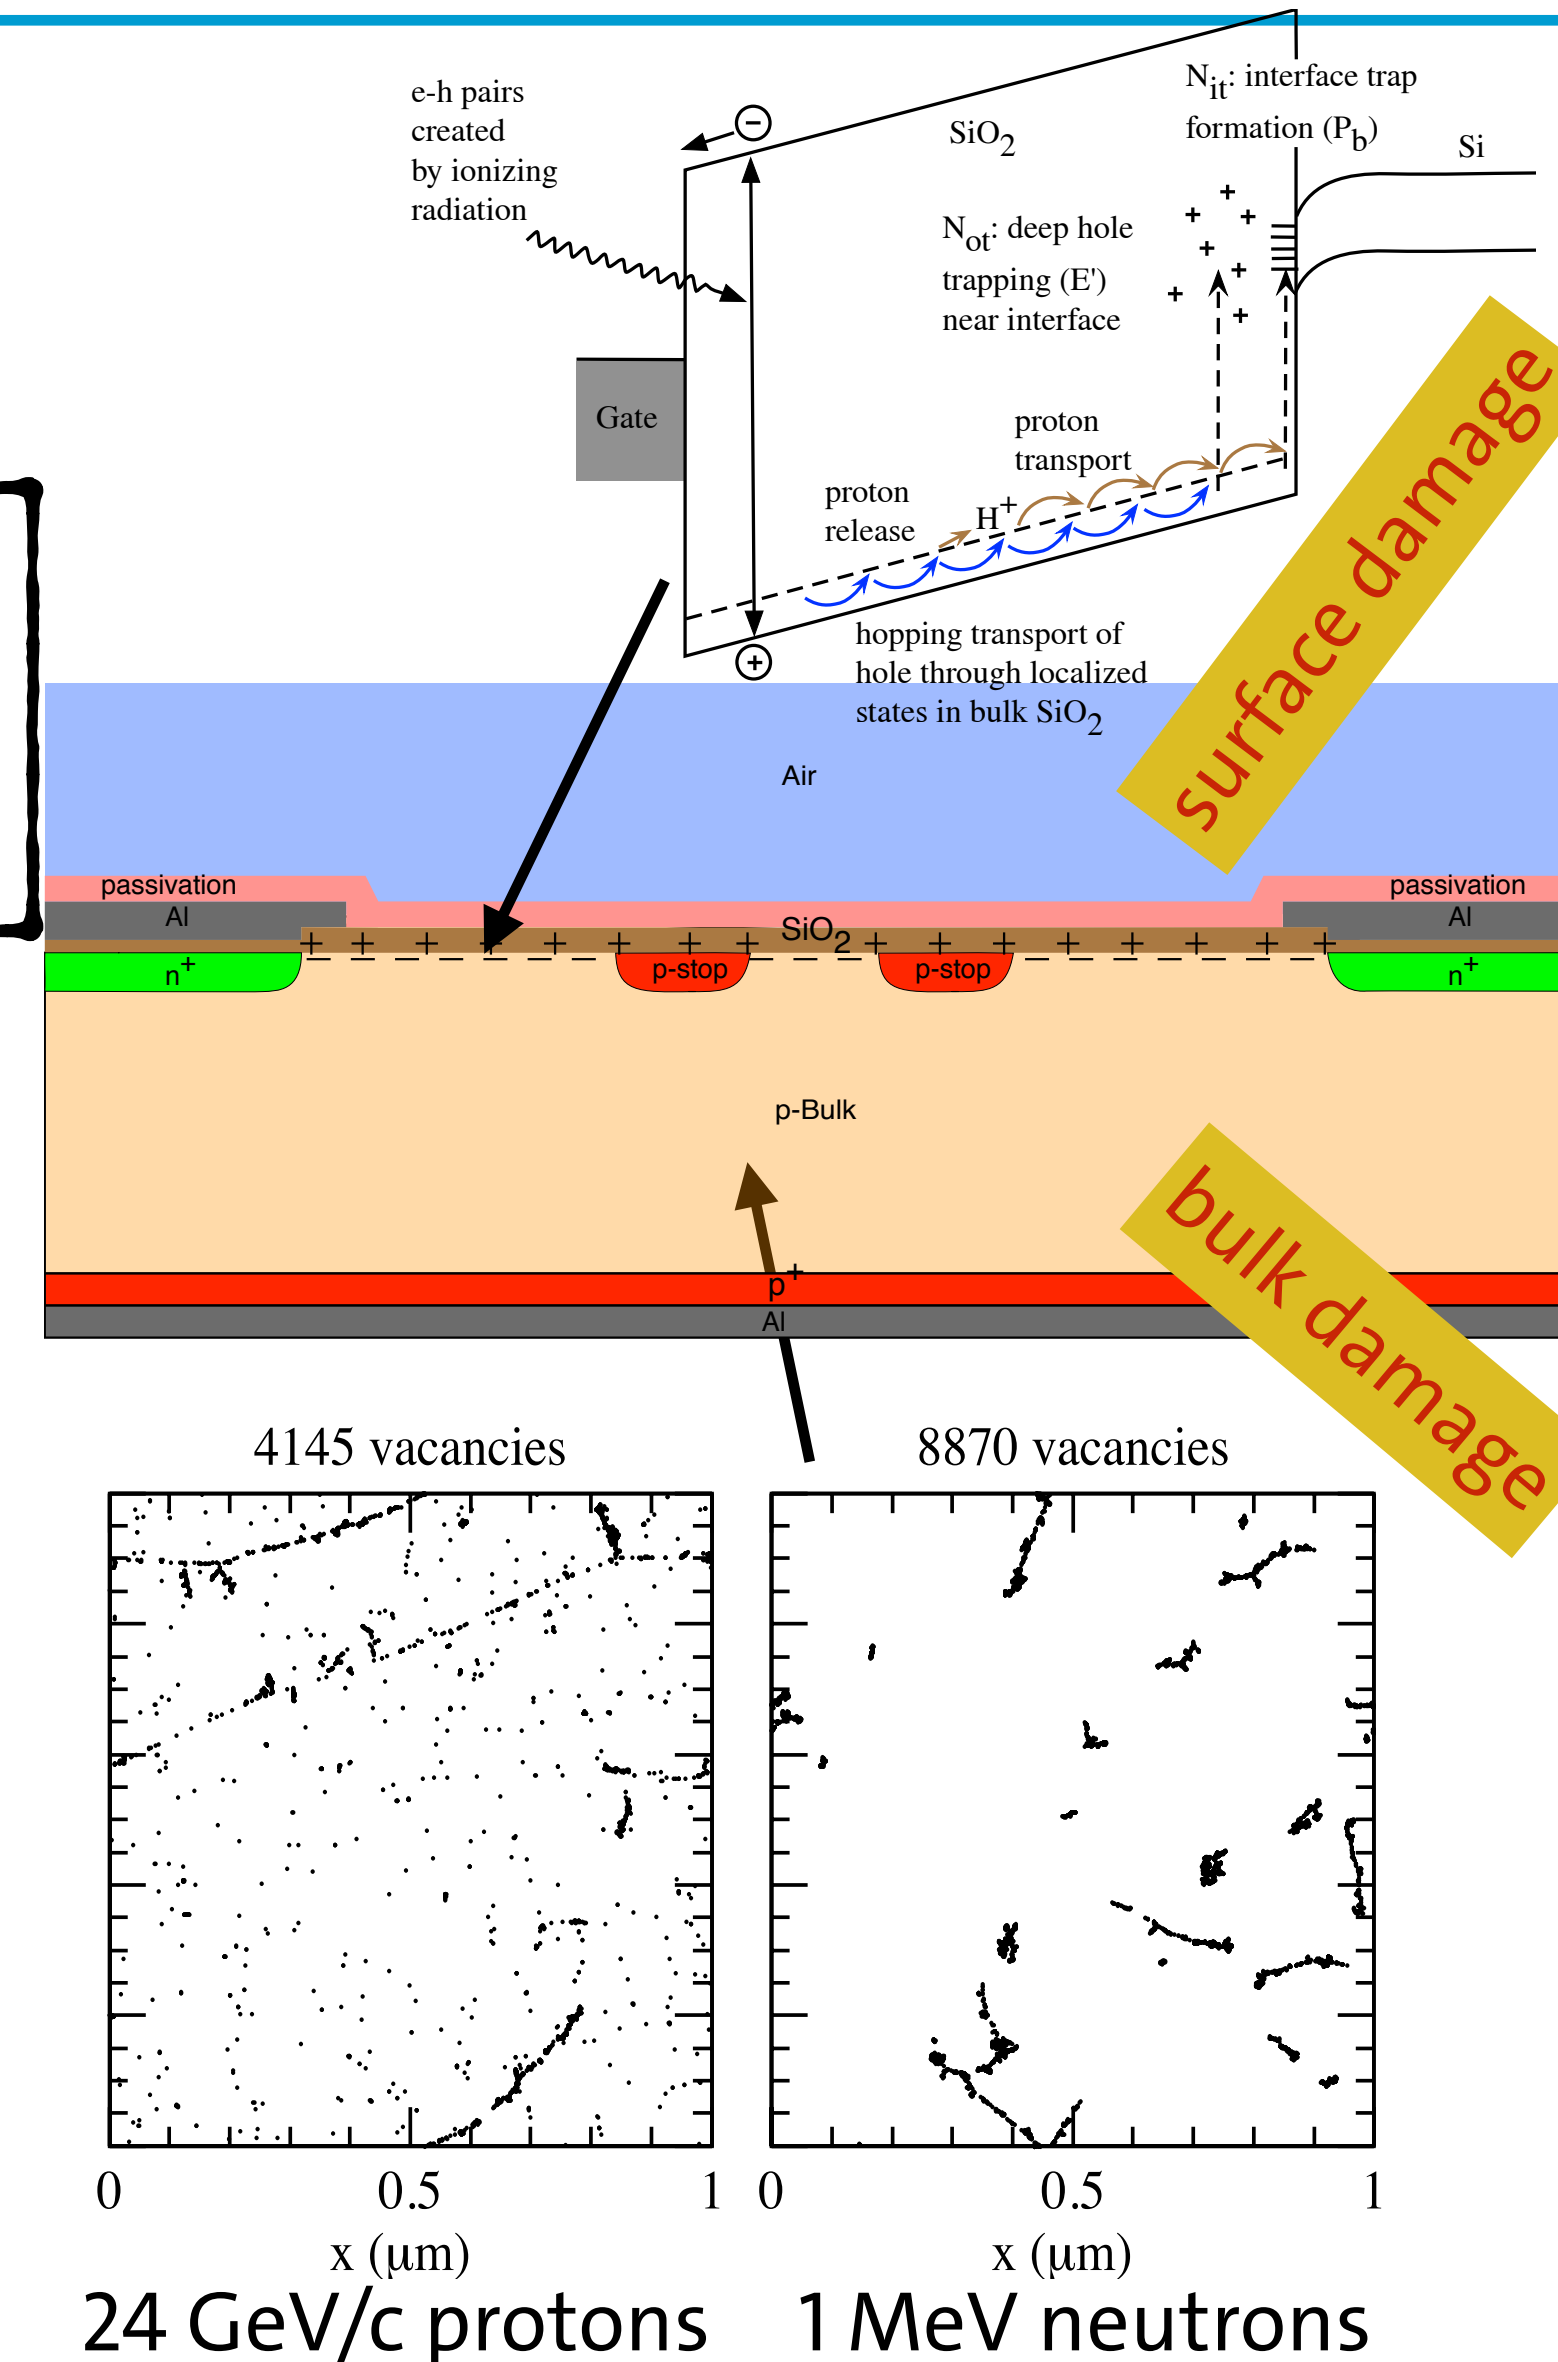 e-h pairs
created
by ionizing
radiation
−
SiO2
Nit: interface trap
formation (Pb)
Si
Not: deep hole
trapping (E')
near interface
+ + + + + + +
Gate
proton
transport
proton
release
H+
+
hopping transport of
hole through localized
states in bulk SiO2
surface damage
Air
passivation
passivation
Al
Al
SiO2
+ + + + + + + + + + + + + + + +
n+
p-stop
p-stop
n+
p-Bulk
p+
Al
bulk damage
4145 vacancies
8870 vacancies
0 0.5 1
0 0.5 1
x (μm)
x (μm)
24 GeV/c protons
1 MeV neutrons